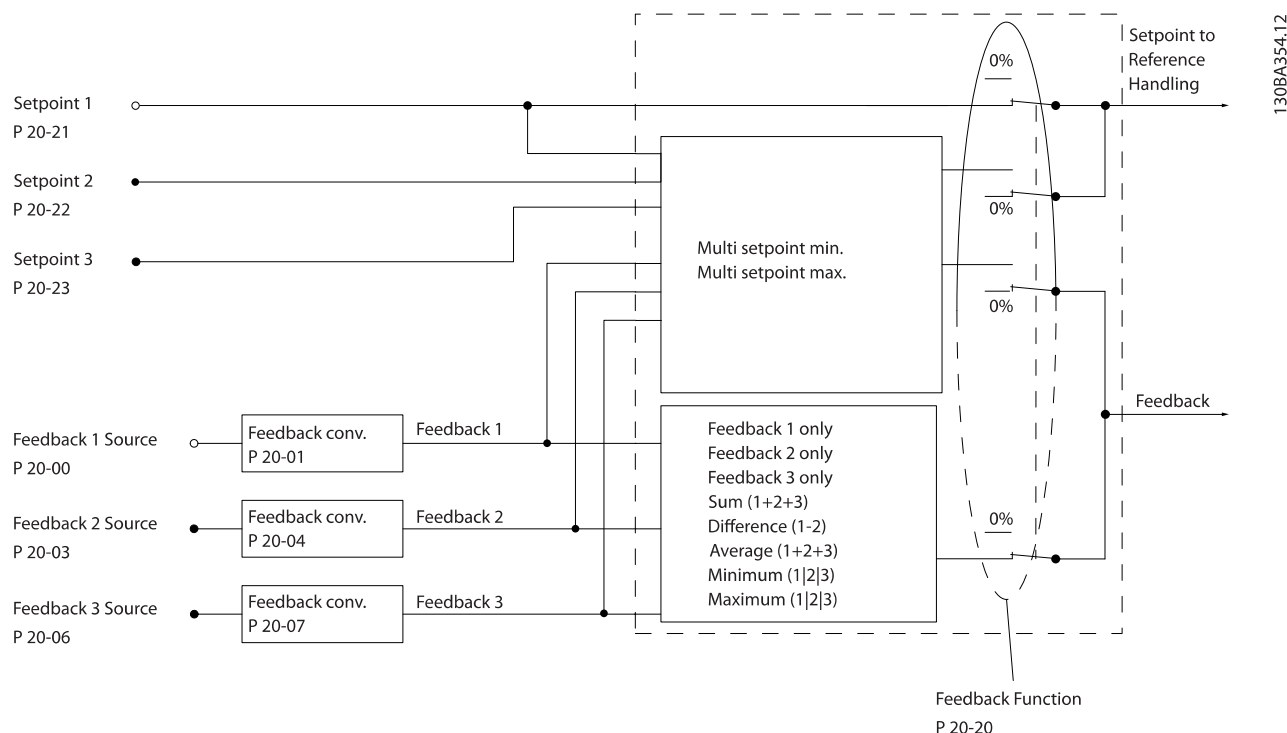 Setpoint to
Reference
Handling
130BA354.12
0%
Setpoint 1
P 20-21
Setpoint 2
P 20-22
0%
Setpoint 3
P 20-23
Multi setpoint min.
Multi setpoint max.
0%
Feedback
Feedback 1 Source
P 20-00
Feedback conv.
P 20-01
Feedback 1
Feedback 1 only
Feedback 2 only
Feedback 3 only
Sum (1+2+3)
Difference (1-2)
Average (1+2+3)
Minimum (1|2|3)
Maximum (1|2|3)
0%
Feedback 2 Source
P 20-03
Feedback conv.
P 20-04
Feedback 2
Feedback 3 Source
P 20-06
Feedback conv.
P 20-07
Feedback 3
Feedback Function
P 20-20